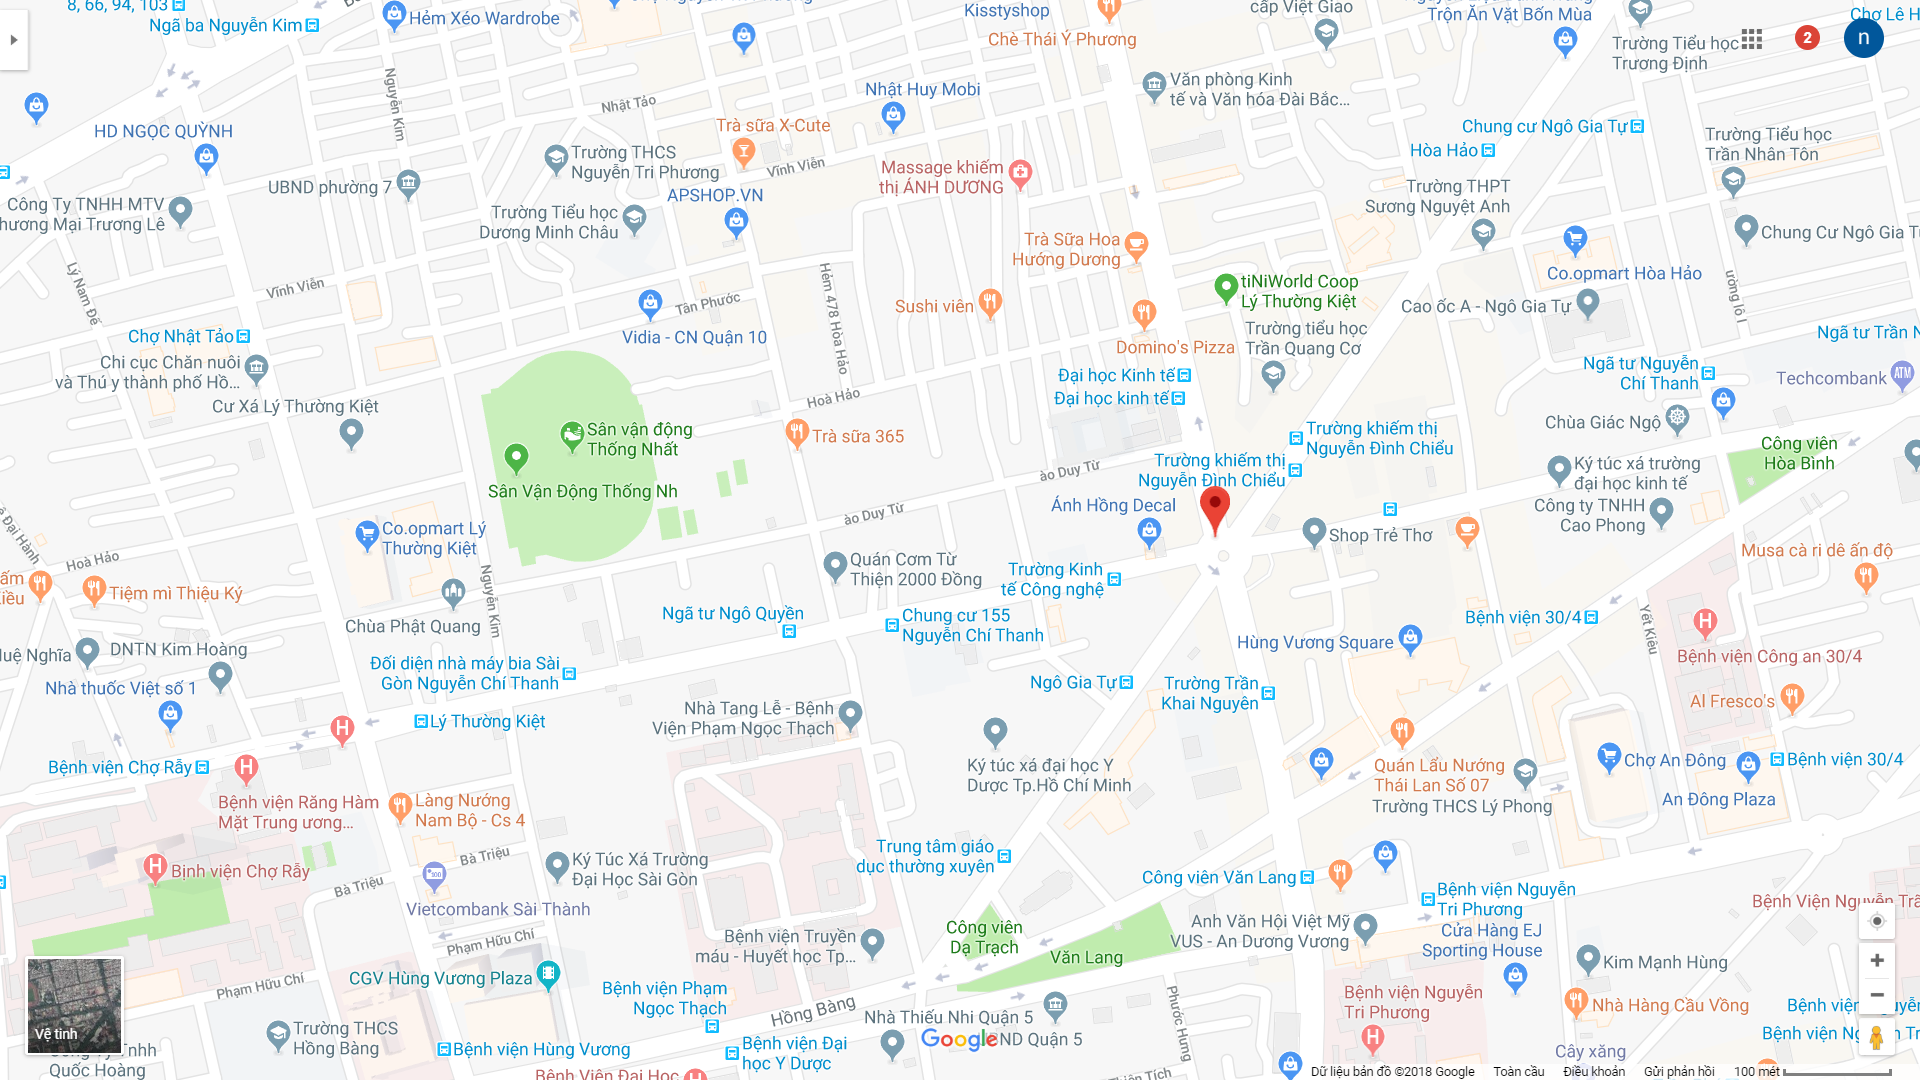 8, 66, 94, 103
Ngã ba Nguyễn Kim
Hẻm Xéo Wardrobe
Kisstyshop
Chè Thái Ý Phương
cấp Việt Giao
Trộn Ăn Vặt Bốn Mùa
Chợ Lê H
Trường Tiểu học
Trương Định
2
n
Nguyễn Kim
Nhật Tảo
Nhật Huy Mobi
Văn phòng Kinh
tế và Văn hóa Đài Bắc...
HD NGỌC QUỲNH
Trà sữa X-Cute
Chung cư Ngô Gia Tự
Hòa Hảo
Trường Tiểu học
Trần Nhân Tôn
Trường THCS
Nguyễn Tri Phương
Vĩnh Viễn
Massage khiếm
thị ÁNH DƯƠNG
UBND phường 7
APSHOP.VN
Trường THPT
Sương Nguyệt Anh
Công Ty TNHH MTV
hương Mại Trương Lê
Trường Tiểu học
Dương Minh Châu
Chung Cư Ngô Gia T
Trà Sữa Hoa
Hướng Dương
Lý Nam Đế
Vĩnh Viễn
Hẻm 478 Hòa Hảo
Co.opmart Hòa Hảo
tiNiWorld Coop
Lý Thường Kiệt
Tân Phước
Sushi viên
Cao ốc A - Ngô Gia Tự
ường lô I
Chợ Nhật Tảo
Vidia - CN Quận 10
Domino's Pizza
Trường tiểu học
Trần Quang Cơ
Ngã tư Trần N
Chi cục Chăn nuôi
và Thú y thành phố Hồ...
Đại học Kinh tế
Đại học kinh tế
Ngã tư Nguyễn
Chí Thanh
Techcombank
ATM
Cư Xá Lý Thường Kiệt
Hoà Hảo
Trà sữa 365
Sân vận động
Thống Nhất
Trường khiếm thị
Nguyễn Đình Chiểu
Chùa Giác Ngộ
Công viên
Hòa Bình
Trường khiếm thị
Nguyễn Đình Chiểu
ào Duy Từ
Ký túc xá trường
đại học kinh tế
Sân Vận Động Thống Nh
ào Duy Từ
Ánh Hồng Decal
Công ty TNHH
Cao Phong
Co.opmart Lý
Thường Kiệt
Shop Trẻ Thơ
Hoà Hảo
Quán Cơm Từ
Thiện 2000 Đồng
Musa cà ri dê ấn độ
Tiệm mì Thiệu Ký
Nguyễn Kim
Trường Kinh
tế Công nghệ
Ngã tư Ngô Quyền
Chung cư 155
Nguyễn Chí Thanh
Bệnh viện 30/4
Yết Kiêu
Chùa Phật Quang
Hùng Vương Square
DNTN Kim Hoàng
uệ Nghĩa
Đối diện nhà máy bia Sài
Gòn Nguyễn Chí Thanh
Bệnh viện Công an 30/4
Nhà thuốc Việt số 1
Ngô Gia Tự
Trường Trần
Khai Nguyên
Al Fresco's
Lý Thường Kiệt
Nhà Tang Lễ - Bệnh
Viện Phạm Ngọc Thạch
Bệnh viện Chợ Rẫy
Ký túc xá đại học Y
Dược Tp.Hồ Chí Minh
Quán Lẩu Nướng
Thái Lan Số 07
Chợ An Đông
Bệnh viện 30/4
Bệnh viện Răng Hàm
Mặt Trung ương...
Làng Nướng
Nam Bộ - Cs 4
Trường THCS Lý Phong
An Đông Plaza
Bà Triệu
Bịnh viện Chợ Rẫy
Bà Triệu
Ký Túc Xá Trường
Đại Học Sài Gòn
Trung tâm giáo
dục thường xuyên
Công viên Văn Lang
Vietcombank Sài Thành
Bệnh viện Nguyễn
Tri Phương
Bệnh Viện Nguyễn Trã
Phạm Hữu Chí
Công viên
Dạ Trạch
Anh Văn Hội Việt Mỹ
VUS - An Dương Vương
Cửa Hàng EJ
Sporting House
Bệnh viện Truyền
máu - Huyết học Tp...
Văn Lang
CGV Hùng Vương Plaza
Kim Mạnh Hùng
Phạm Hữu Chí
Bệnh viện Phạm
Ngọc Thạch
Hồng Bàng
Phước Hưng
Bệnh viện Nguyễn
Tri Phương
Nhà Hàng Cầu Vồng
Nhà Thiếu Nhi Quận 5
Vệ tinh
Trường THCS
Hồng Bàng
Google
ND Quận 5
Bệnh viện Hùng Vương
Bệnh viện Đại
học Y Dược
Cây xăng
Quốc Hoàng
Bệnh Viện Đại Học
Dữ liệu bản đồ ©2018 Google
Toàn cầu
Điều khoản
Gửi phản hồi
100 mét